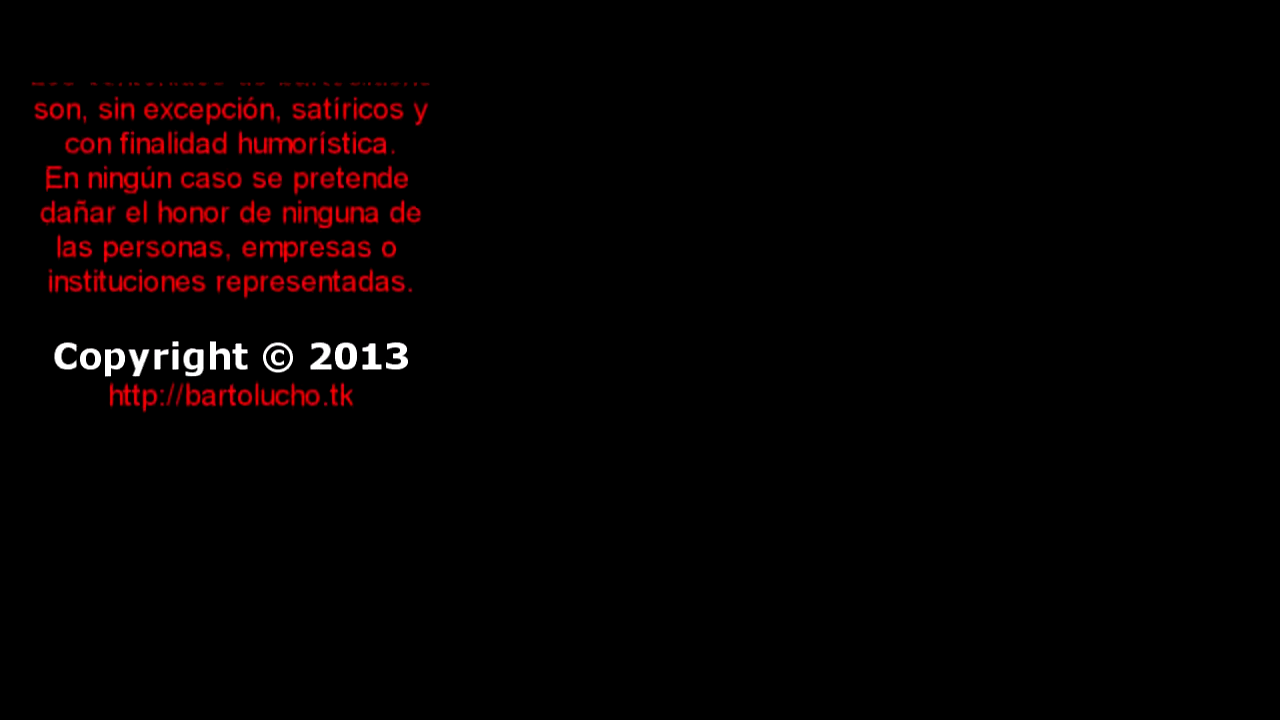 son, sin excepción, satíricos y
con finalidad humorística.
En ningún caso se pretende
dañar el honor de ninguna de
las personas, empresas o
instituciones representadas.
Copyright © 2013
http://bartolucho.tk